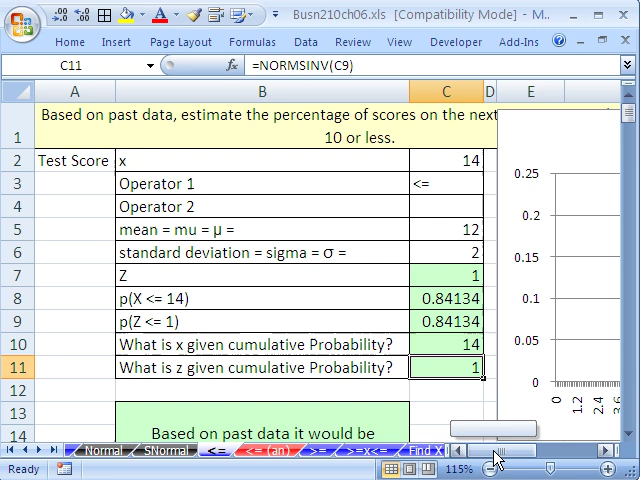 Busn210ch06.xls [Compatibility Mode] - M..
Home Insert Page Layout Formulas Data Review View Developer Add-Ins
C11 fx =NORMSINV(C9)
A B C D E
1 Based on past data, estimate the percentage of scores on the next
10 or less.
2 Test Score x 14
3 Operator 1 <=
4 Operator 2
5 mean = mu = µ = 12
6 standard deviation = sigma = σ = 2
7 Z 1
8 p(X <= 14) 0.84134
9 p(Z <= 1) 0.84134
10 What is x given cumulative Probability? 14
11 What is z given cumulative Probability? 1
12
13
14 Based on past data it would be
0.25
0.2
0.15
0.1
0.05
0
0 1.2 2.4 3.6
Normal SNormal <= <= (an) >= >=x<= Find X
Ready 115%